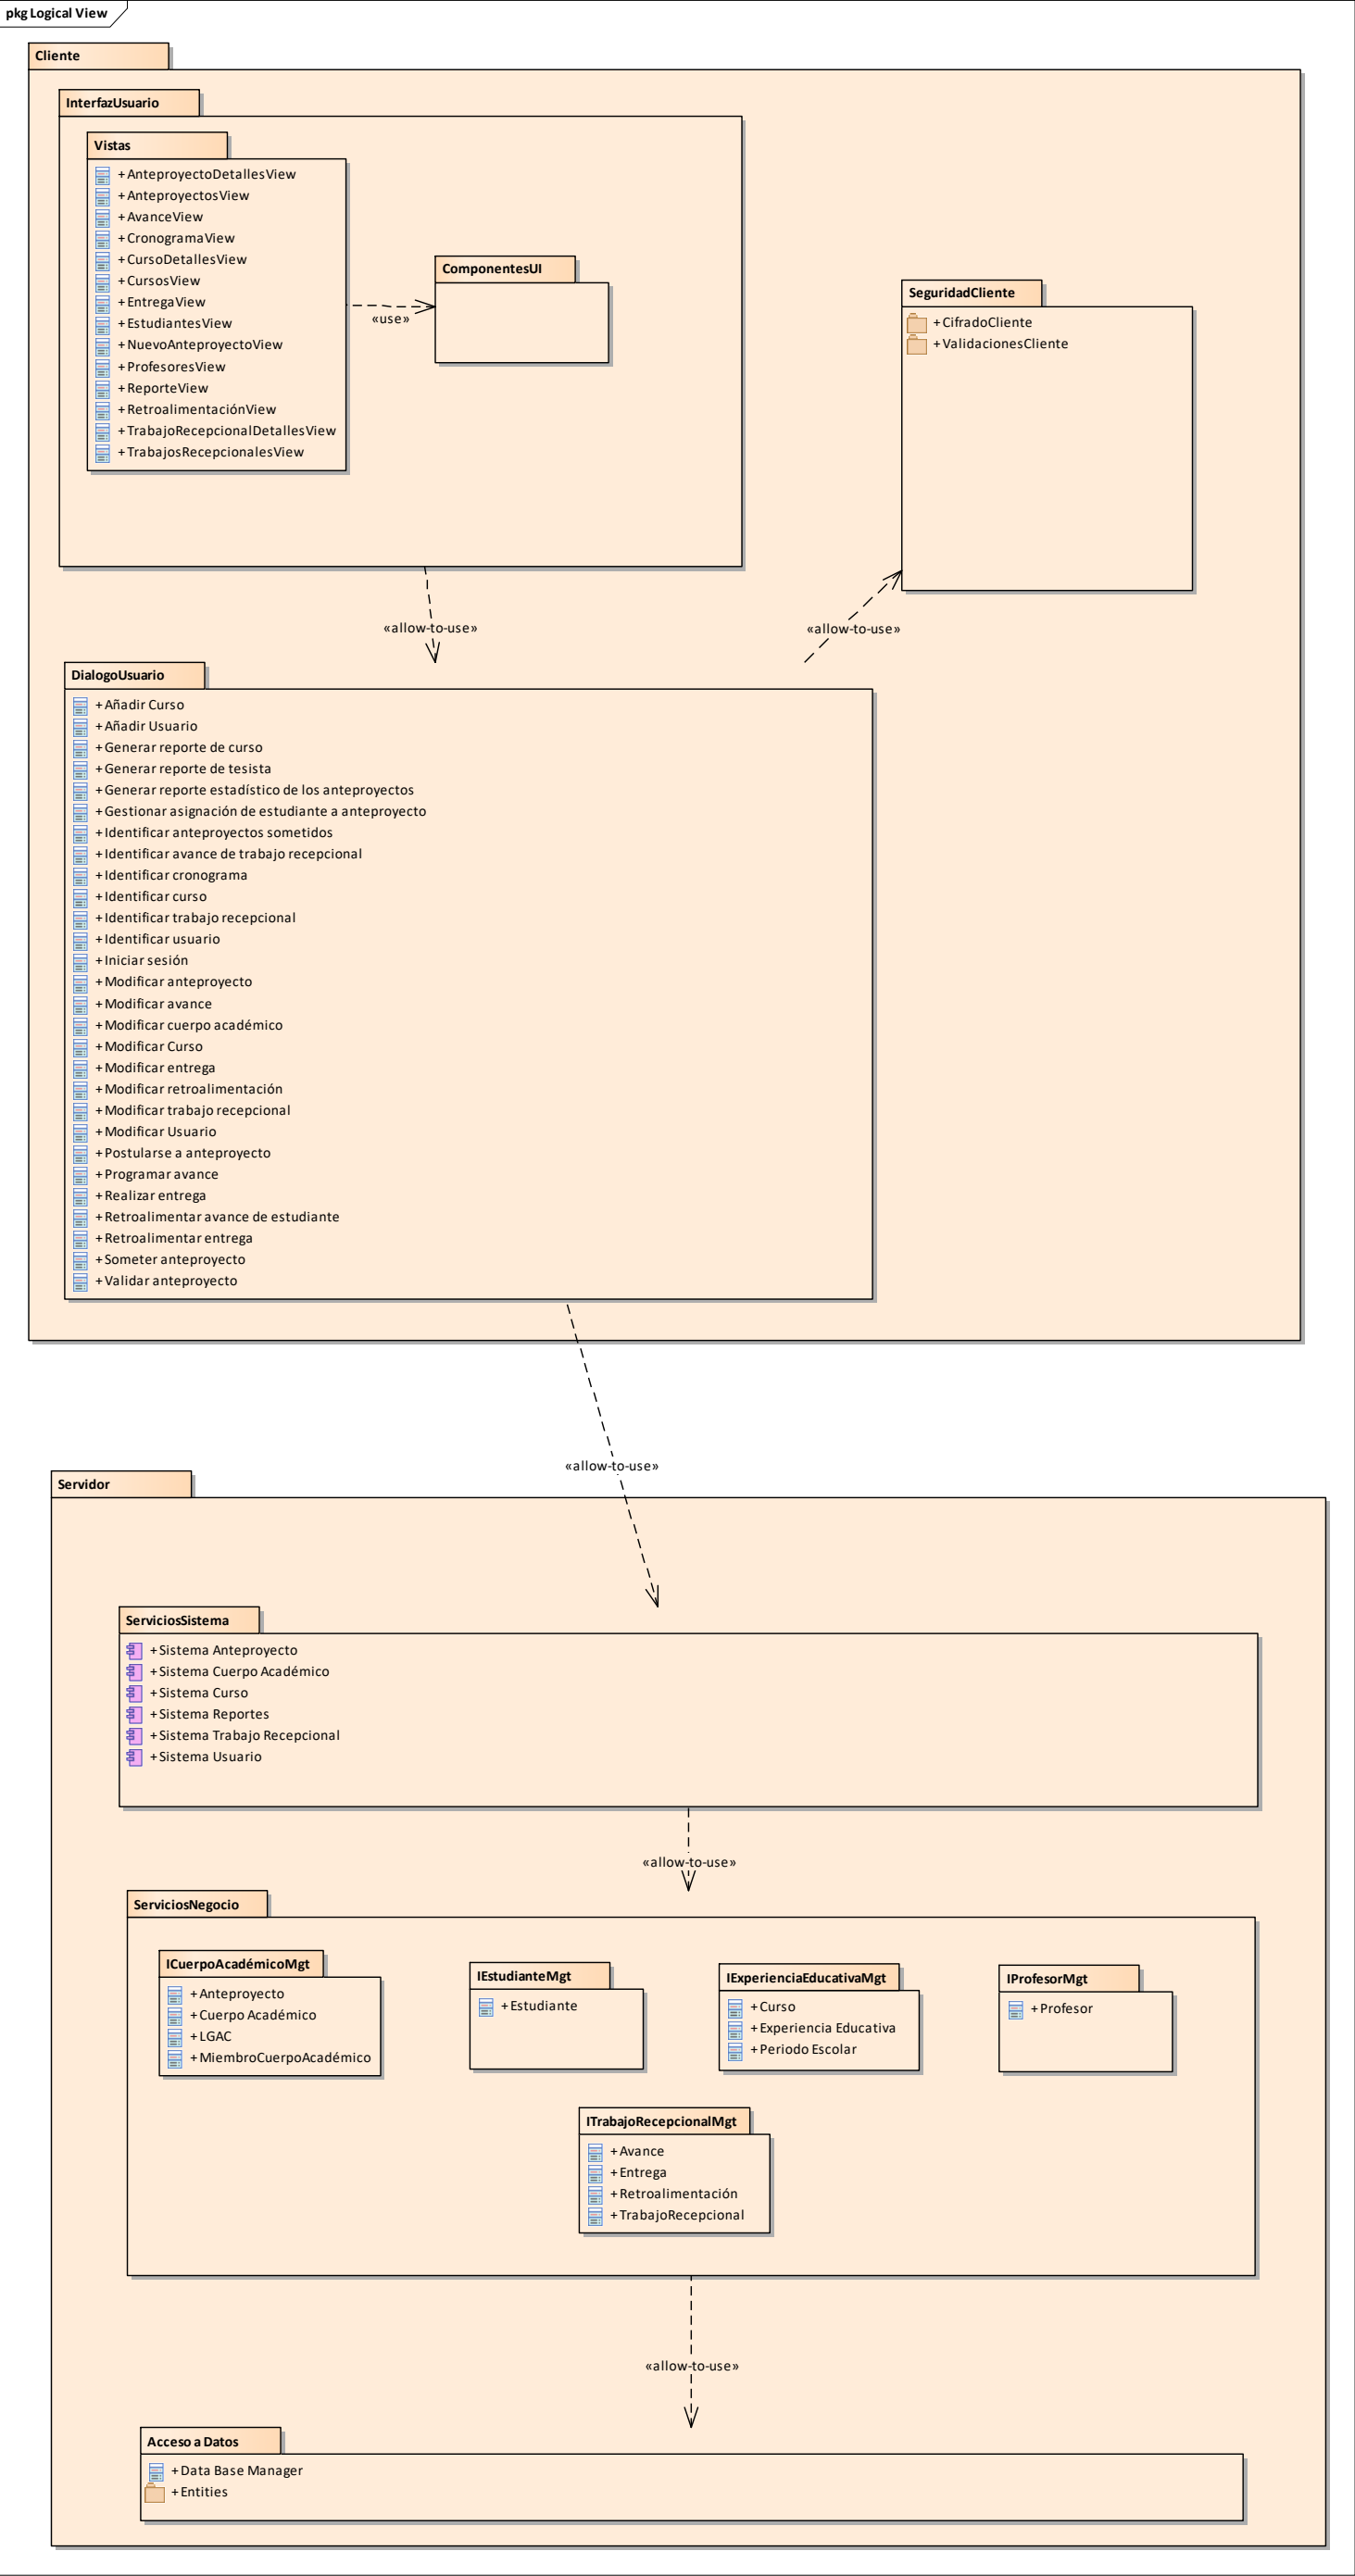 pkg Logical View
Cliente
InterfazUsuario
Vistas
+AnteproyectoDetallesView
+AnteproyectosView
+AvanceView
+CronogramaView
+CursoDetallesView
+CursosView
+EntregaView
+EstudiantesView
+NuevoAnteproyectoView
+ProfesoresView
+ReporteView
+RetroalimentaciónView
+TrabajoRecepcionalDetallesView
+TrabajosRecepcionalesView
«use»
ComponentesUI
SeguridadCliente
+CifradoCliente
+ValidacionesCliente
«allow-to-use»
«allow-to-use»
DialogoUsuario
+Añadir Curso
+Añadir Usuario
+Generar reporte de curso
+Generar reporte de tesista
+Generar reporte estadístico de los anteproyectos
+Gestionar asignación de estudiante a anteproyecto
+Identificar anteproyectos sometidos
+Identificar avance de trabajo recepcional
+Identificar cronograma
+Identificar curso
+Identificar trabajo recepcional
+Identificar usuario
+Iniciar sesión
+Modificar anteproyecto
+Modificar avance
+Modificar cuerpo académico
+Modificar Curso
+Modificar entrega
+Modificar retroalimentación
+Modificar trabajo recepcional
+Modificar Usuario
+Postularse a anteproyecto
+Programar avance
+Realizar entrega
+Retroalimentar avance de estudiante
+Retroalimentar entrega
+Someter anteproyecto
+Validar anteproyecto
«allow-to-use»
Servidor
ServiciosSistema
+Sistema Anteproyecto
+Sistema Cuerpo Académico
+Sistema Curso
+Sistema Reportes
+Sistema Trabajo Recepcional
+Sistema Usuario
«allow-to-use»
ServiciosNegocio
ICuerpoAcadémicoMgt
+Anteproyecto
+Cuerpo Académico
+LGAC
+MiembroCuerpoAcadémico
IEstudianteMgt
+Estudiante
IExperienciaEducativaMgt
+Curso
+Experiencia Educativa
+Periodo Escolar
IProfesorMgt
+Profesor
ITrabajoRecepcionalMgt
+Avance
+Entrega
+Retroalimentación
+TrabajoRecepcional
«allow-to-use»
Acceso a Datos
+Data Base Manager
+Entities